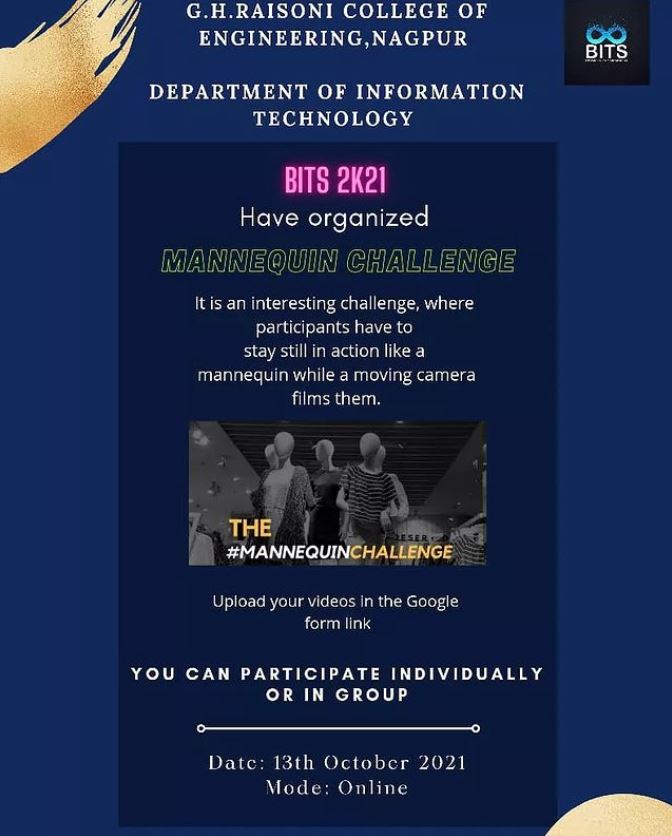 G.H.RAISONI COLLEGE OF
ENGINEERING,NAGPUR
BITS
DEPARTMENT OF INFORMATION
TECHNOLOGY
BITS 2K21
Have organized
MANNEQUIN CHALLENGE
It is an interesting challenge, where
participants have to
stay still in action like a
mannequin while a moving camera
films them.
THE
#MANNEQUINCHALLENGE
Upload your videos in the Google
form link
YOU CAN PARTICIPATE INDIVIDUALLY
OR IN GROUP
Date: 13th October 2021
Mode: Online